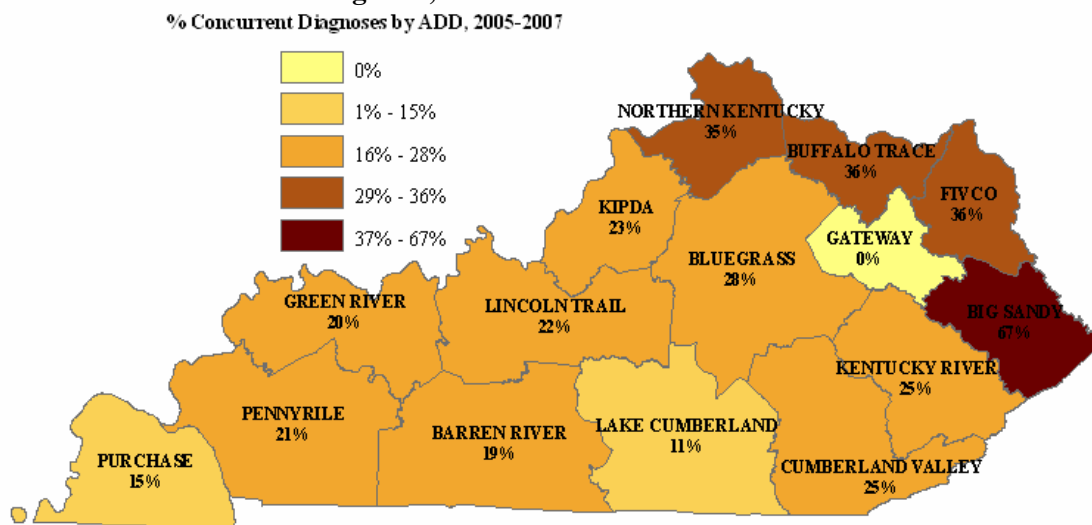 % Concurrent Diagnoses by ADD, 2005-2007
0%
1% - 15%
16% - 28%
29% - 36%
37% - 67%
NORTHERN KENTUCKY
35%
BUFFALO TRACE
36%
FIVCO
36%
KIPDA
23%
GATEWAY
0%
BLUEGRASS
28%
GREEN RIVER
20%
LINCOLN TRAIL
22%
BIG SANDY
67%
KENTUCKY RIVER
25%
PENNYRILE
21%
BARREN RIVER
19%
LAKE CUMBERLAND
11%
PURCHASE
15%
CUMBERLAND VALLEY
25%